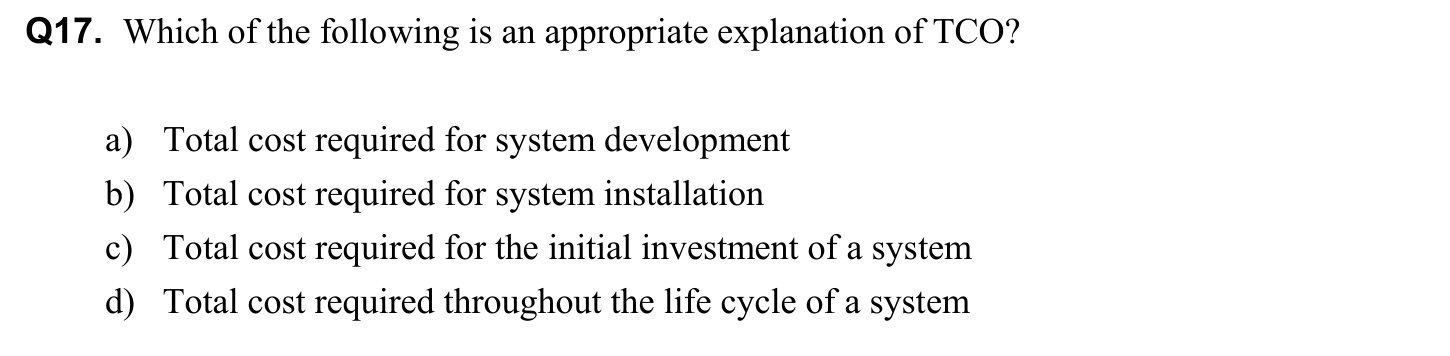 Q17. Which of the following is an appropriate explanation of TCO?
a) Total cost required for system development
b) Total cost required for system installation
c) Total cost required for the initial investment of a system
d) Total cost required throughout the life cycle of a system